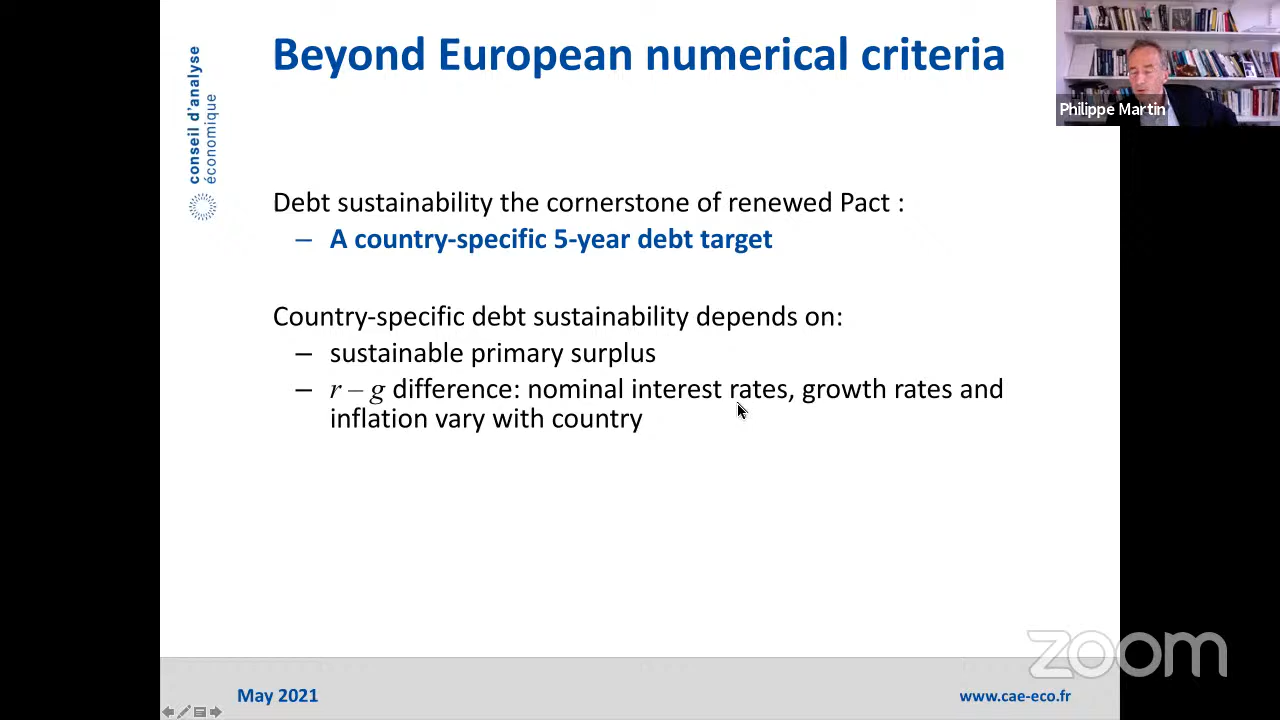 Beyond European numerical criteria
conseil d'analyse
économique
Philippe Martin
Debt sustainability the cornerstone of renewed Pact :
– A country-specific 5-year debt target
Country-specific debt sustainability depends on:
– sustainable primary surplus
– r – g difference: nominal interest rates, growth rates and
inflation vary with country
zoom
May 2021
www.cae-eco.fr